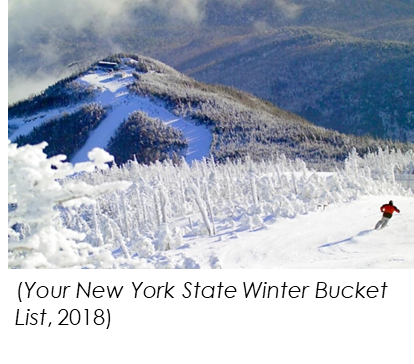 (Your New York State Winter Bucket
List, 2018)